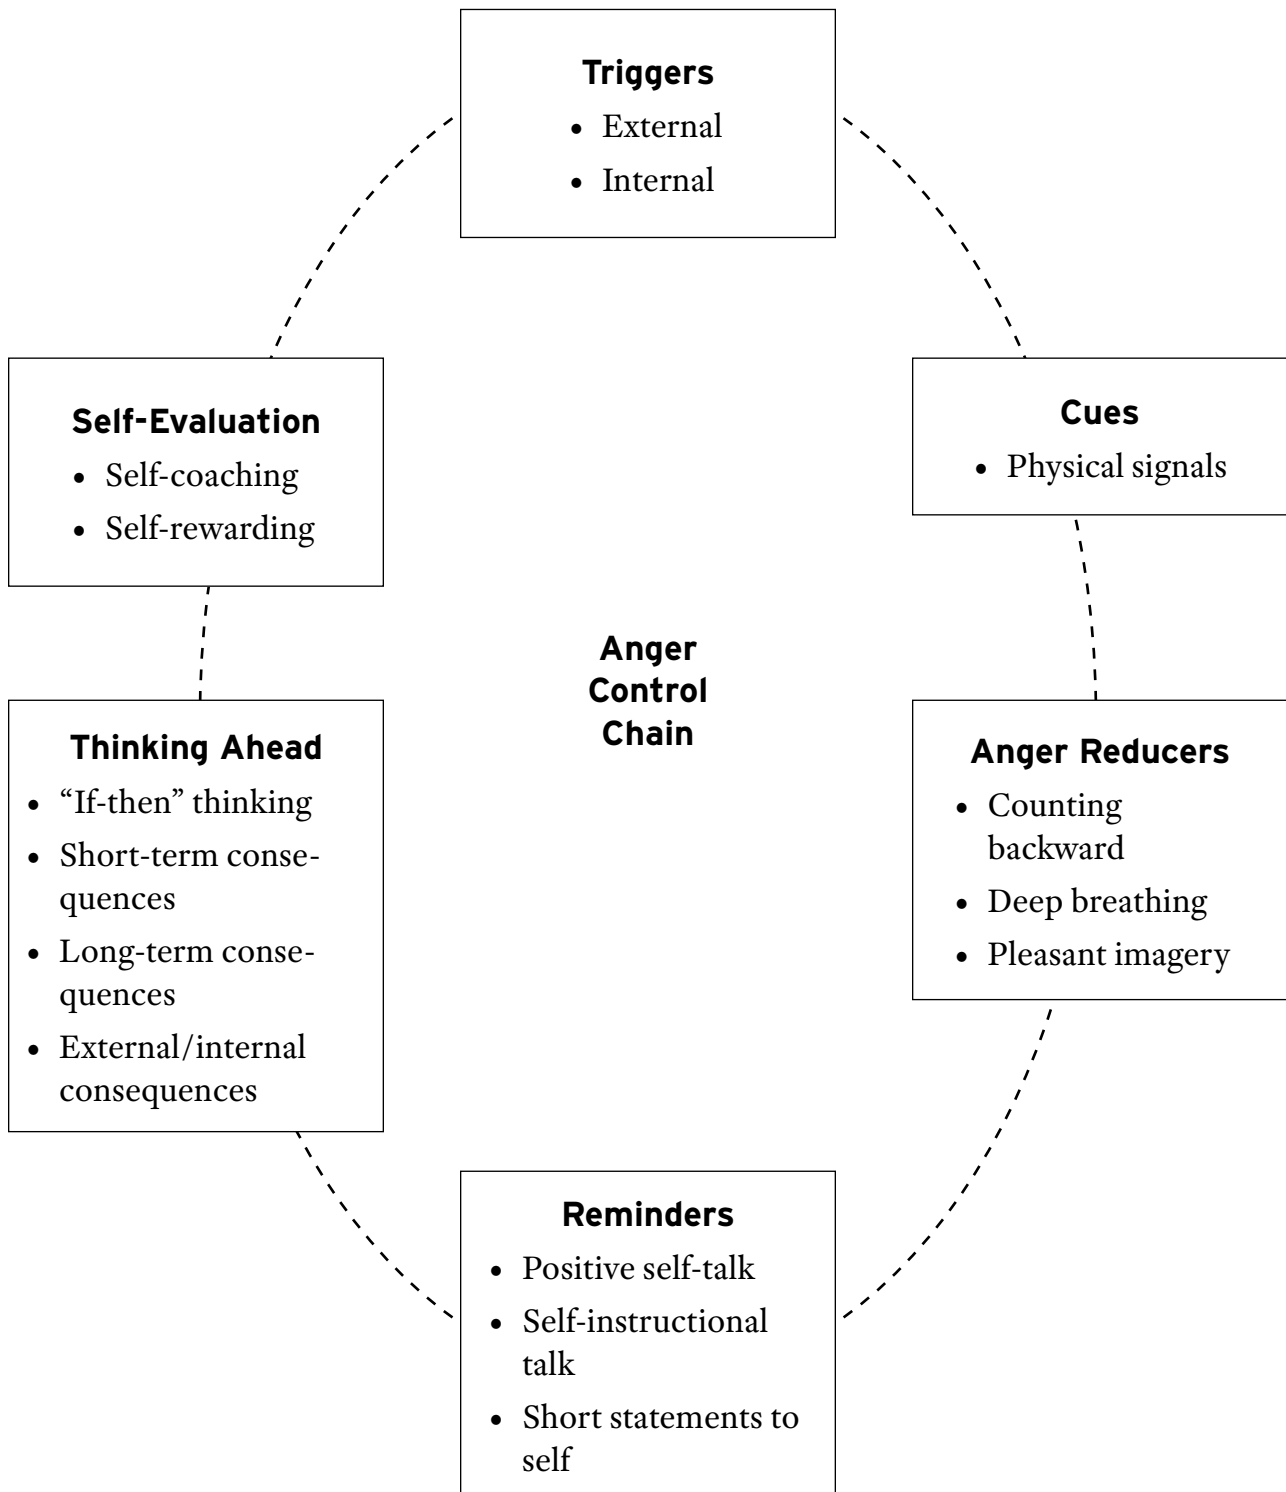 Triggers
• External
• Internal
Cues
• Physical signals
Anger Reducers
• Counting
backward
• Deep breathing
• Pleasant imagery
Reminders
• Positive self-talk
• Self-instructional
talk
• Short statements to
self
Thinking Ahead
• “If-then” thinking
• Short-term conse-
quences
• Long-term conse-
quences
• External/internal
consequences
Self-Evaluation
• Self-coaching
• Self-rewarding
Anger
Control
Chain